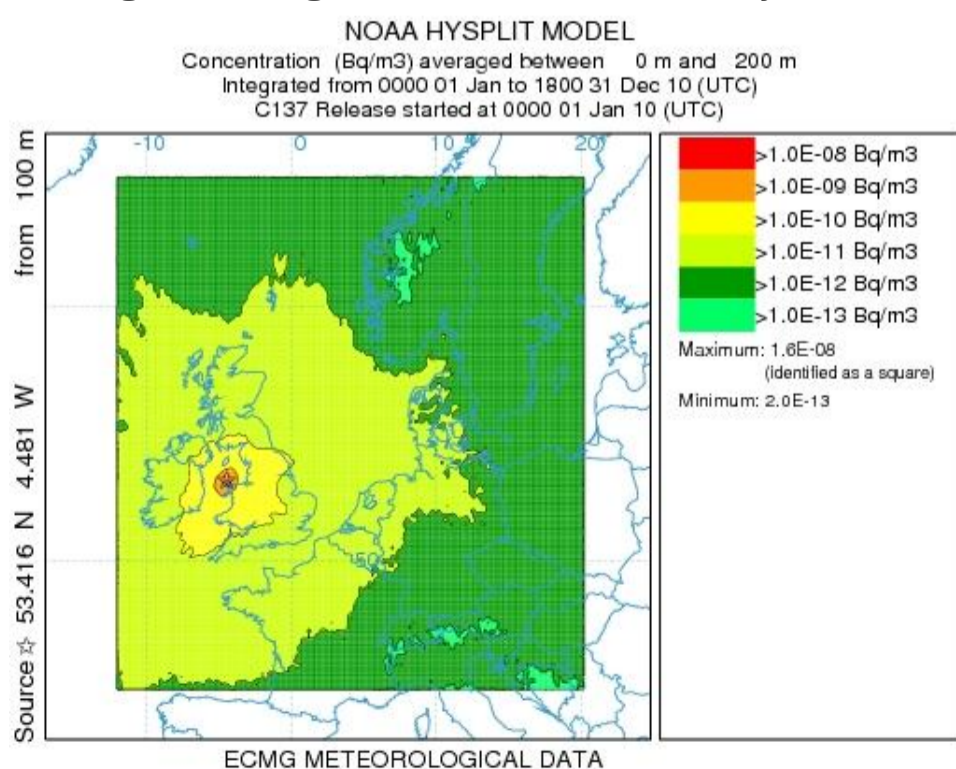 NOAA HYSPLIT MODEL
Concentration (Bq/m3) averaged between 0 m and 200 m
Integrated from 0000 01 Jan to 1800 31 Dec 10 (UTC)
C137 Release started at 0000 01 Jan 10 (UTC)
Source ☆ 53.416 N 4.481 W from 100 m
-10 0 10 20
50
>1.0E-08 Bq/m3
>1.0E-09 Bq/m3
>1.0E-10 Bq/m3
>1.0E-11 Bq/m3
>1.0E-12 Bq/m3
>1.0E-13 Bq/m3
Maximum: 1.6E-08
(identified as a square)
Minimum: 2.0E-13
ECMG METEOROLOGICAL DATA